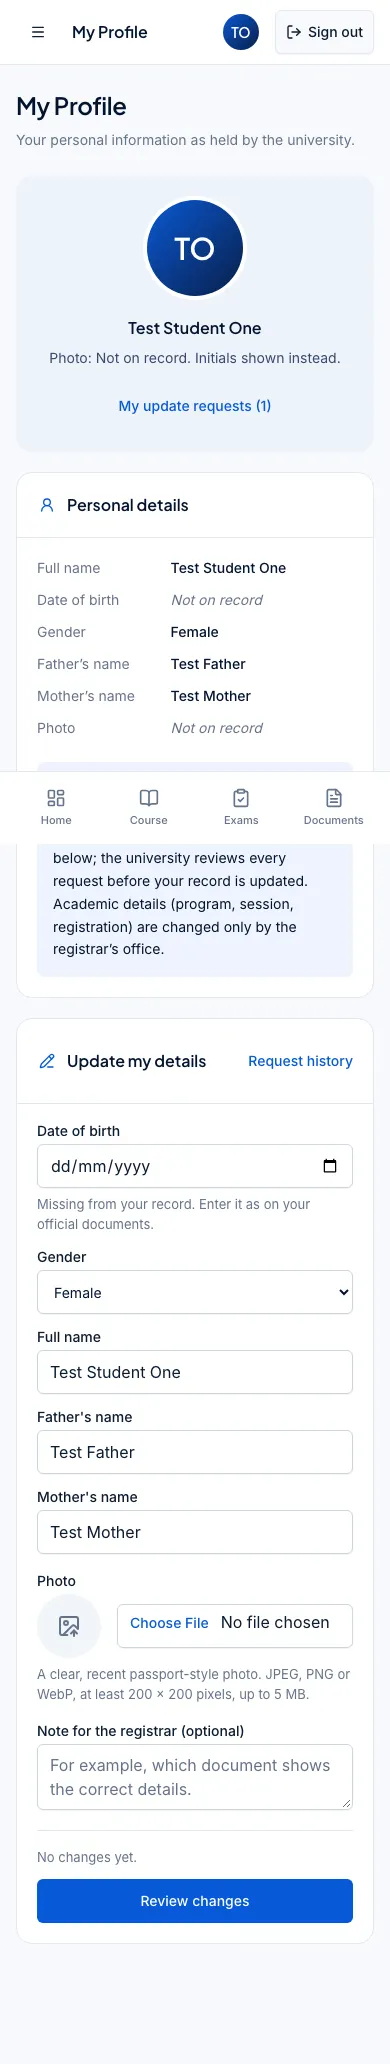 My Profile
TO
Sign out
My Profile
Your personal information as held by the university.
TO
Test Student One
Photo: Not on record. Initials shown instead.
My update requests (1)
Personal details
Full name Test Student One
Date of birth Not on record
Gender Female
Father’s name Test Father
Mother’s name Test Mother
Photo Not on record
Home Course Exams Documents
below; the university reviews every
request before your record is updated.
Academic details (program, session,
registration) are changed only by the
registrar’s office.
Update my details Request history
Date of birth
dd/mm/yyyy
Missing from your record. Enter it as on your
official documents.
Gender
Female
Full name
Test Student One
Father's name
Test Father
Mother's name
Test Mother
Photo
Choose File No file chosen
A clear, recent passport-style photo. JPEG, PNG or
WebP, at least 200 × 200 pixels, up to 5 MB.
Note for the registrar (optional)
For example, which document shows
the correct details.
No changes yet.
Review changes